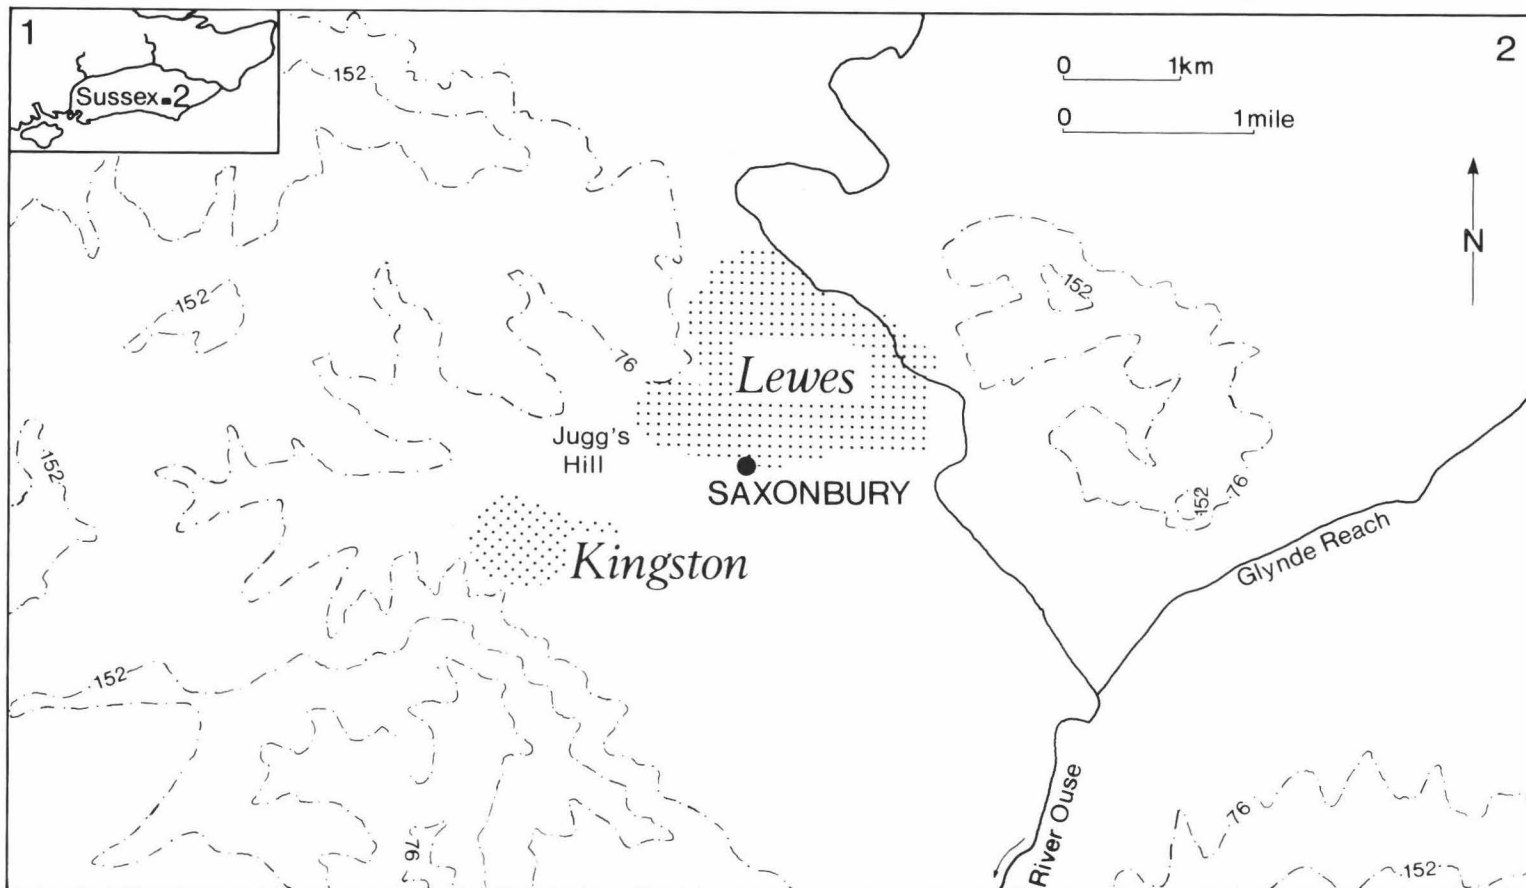 1
Sussex 2
2
0 1km
0 1mile
N
152
152
152
76
Lewes
Jugg's
Hill
SAXONBURY
152
152
76
Kingston
Glynde Reach
152
76
River Ouse
76
152